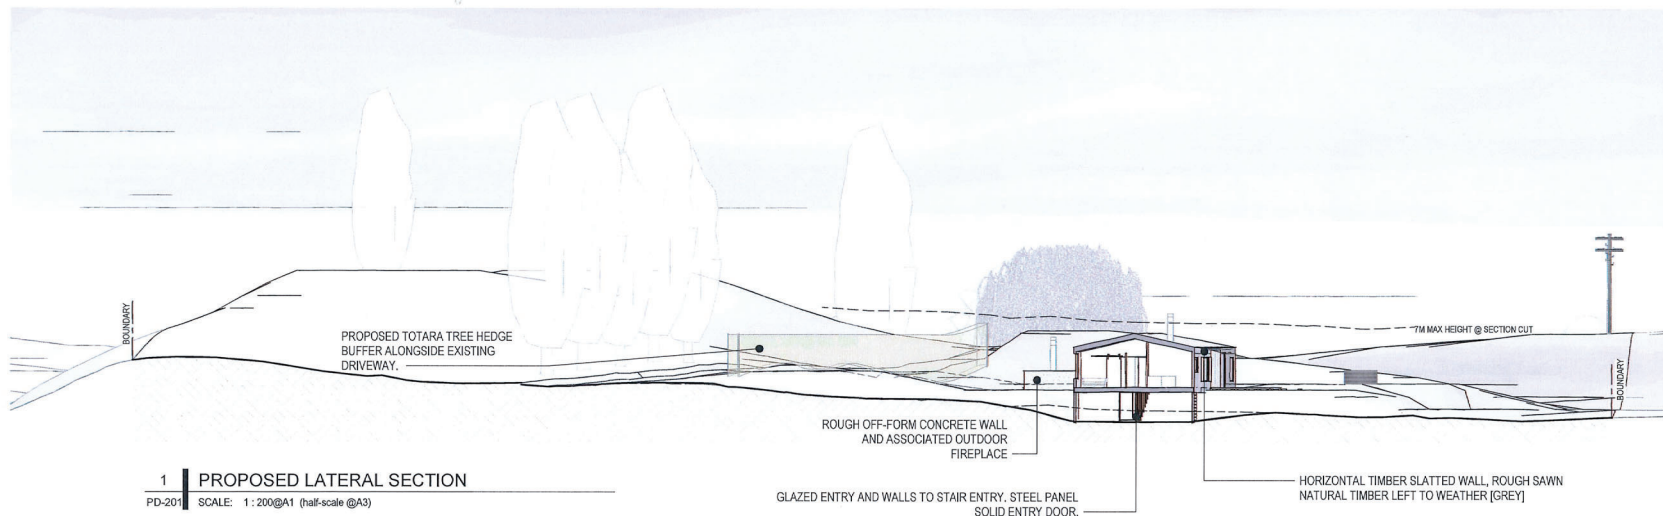 BOUNDARY
PROPOSED TOTARA TREE HEDGE
BUFFER ALONGSIDE EXISTING
DRIVEWAY.
7M MAX HEIGHT @ SECTION CUT
BOUNDARY
ROUGH OFF-FORM CONCRETE WALL
AND ASSOCIATED OUTDOOR
FIREPLACE
GLAZED ENTRY AND WALLS TO STAIR ENTRY. STEEL PANEL
SOLID ENTRY DOOR.
HORIZONTAL TIMBER SLATTED WALL, ROUGH SAWN
NATURAL TIMBER LEFT TO WEATHER [GREY]
1 PROPOSED LATERAL SECTION
PD-201 SCALE: 1 : 200@A1 (half-scale @A3)